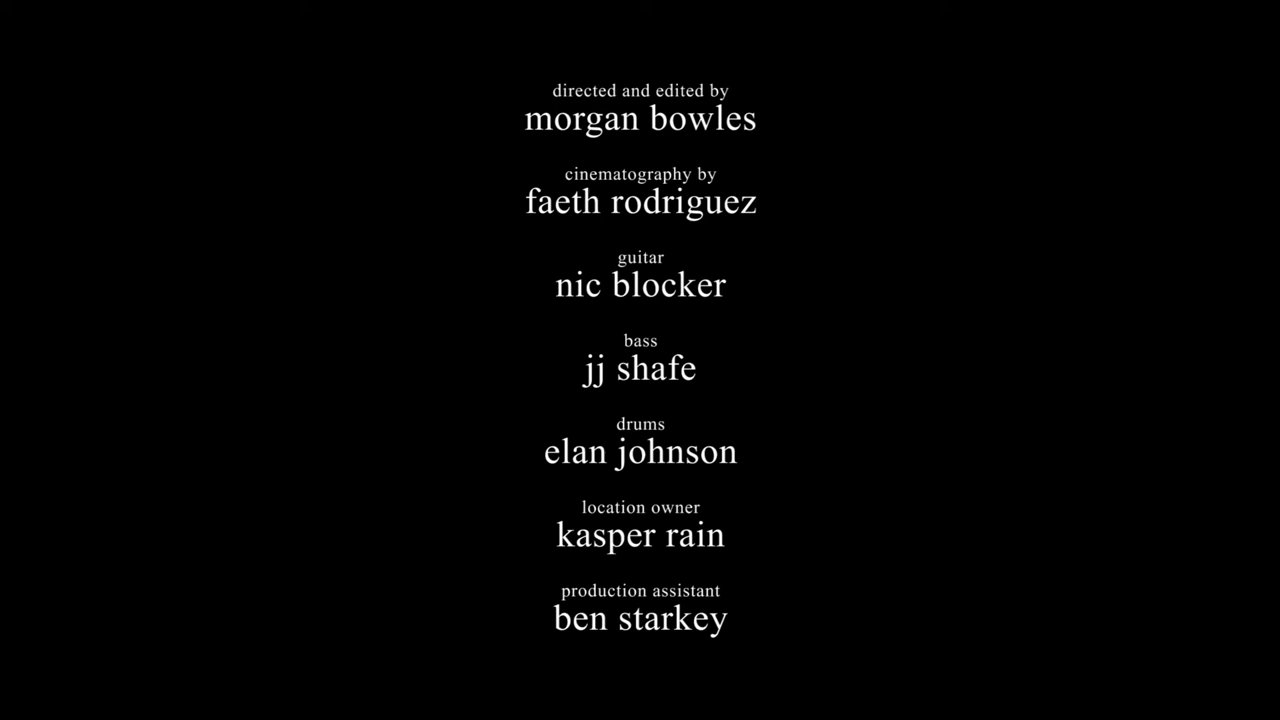 directed and edited by
morgan bowles
cinematography by
faeth rodriguez
guitar
nic blocker
bass
jj shafe
drums
elan johnson
location owner
kasper rain
production assistant
ben starkey